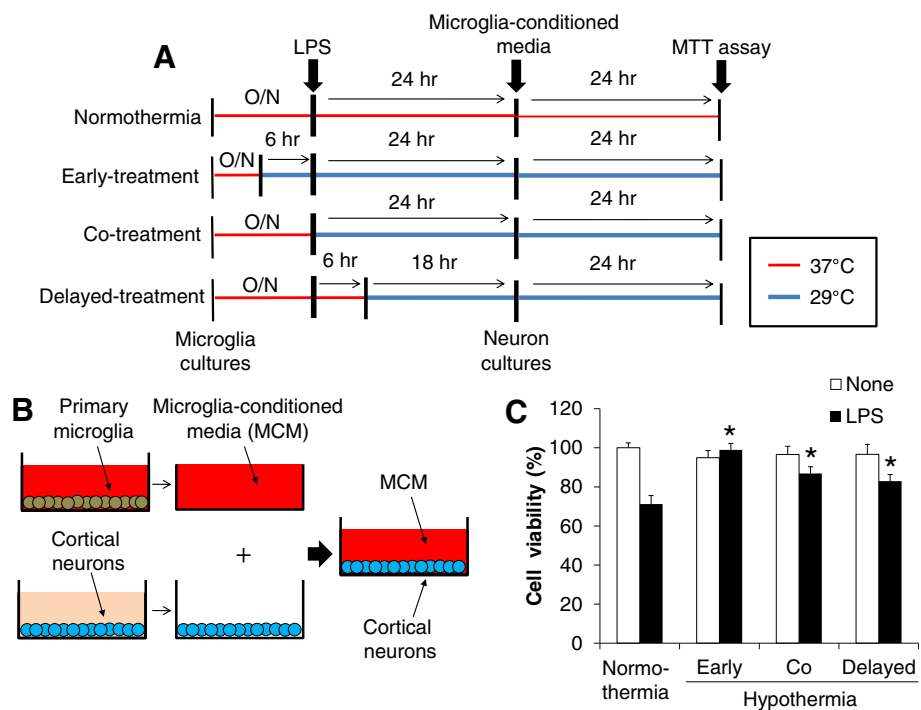 A
LPS
Microglia-conditioned
media
MTT assay
Normothermia
O/N
24 hr
24 hr
Early-treatment
O/N
6 hr
24 hr
24 hr
Co-treatment
O/N
24 hr
24 hr
Delayed-treatment
O/N
6 hr
18 hr
24 hr
Microglia
cultures
Neuron
cultures
37°C
29°C
B
Primary
microglia
Microglia-conditioned
media (MCM)
Cortical
neurons
+
MCM
Cortical
neurons
C
None
LPS
Cell viability (%)
120
100
80
60
40
20
0
*
*
*
Normo-
thermia
Early
Co
Delayed
Hypothermia